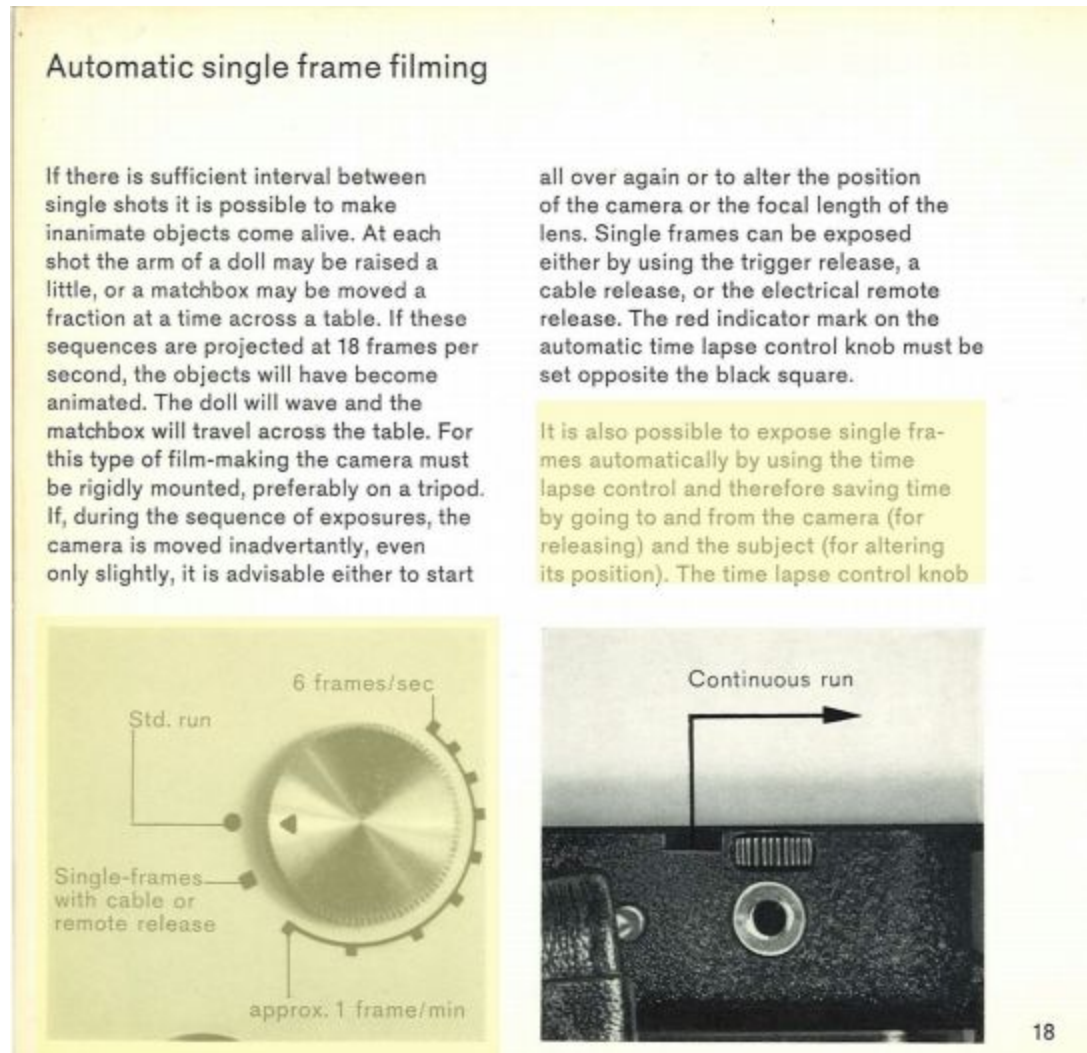 Automatic single frame filming
If there is sufficient interval between
single shots it is possible to make
inanimate objects come alive. At each
shot the arm of a doll may be raised a
little, or a matchbox may be moved a
fraction at a time across a table. If these
sequences are projected at 18 frames per
second, the objects will have become
animated. The doll will wave and the
matchbox will travel across the table. For
this type of film-making the camera must
be rigidly mounted, preferably on a tripod.
If, during the sequence of exposures, the
camera is moved inadvertantly, even
only slightly, it is advisable either to start
all over again or to alter the position
of the camera or the focal length of the
lens. Single frames can be exposed
either by using the trigger release, a
cable release, or the electrical remote
release. The red indicator mark on the
automatic time lapse control knob must be
set opposite the black square.
It is also possible to expose single fra-
mes automatically by using the time
lapse control and therefore saving time
by going to and from the camera (for
releasing) and the subject (for altering
its position). The time lapse control knob
6 frames/sec
Std. run
Single-frames
with cable or
remote release
approx. 1 frame/min
Continuous run
18